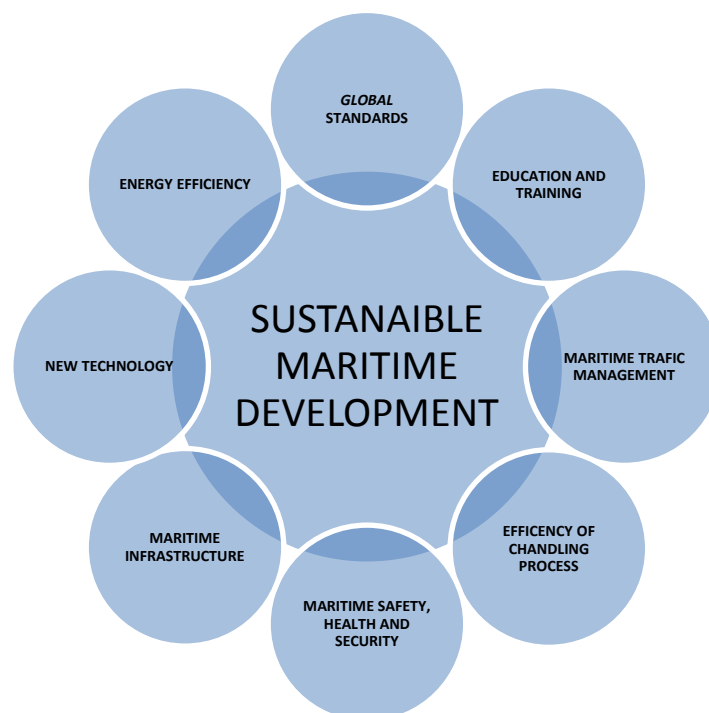 GLOBAL
STANDARDS
EDUCATION AND
TRAINING
MARITIME TRAFIC
MANAGEMENT
EFFICENCY OF
CHANDLING
PROCESS
MARITIME SAFETY,
HEALTH AND
SECURITY
MARITIME
INFRASTRUCTURE
NEW TECHNOLOGY
ENERGY EFFICIENCY
SUSTANAIBLE
MARITIME
DEVELOPMENT